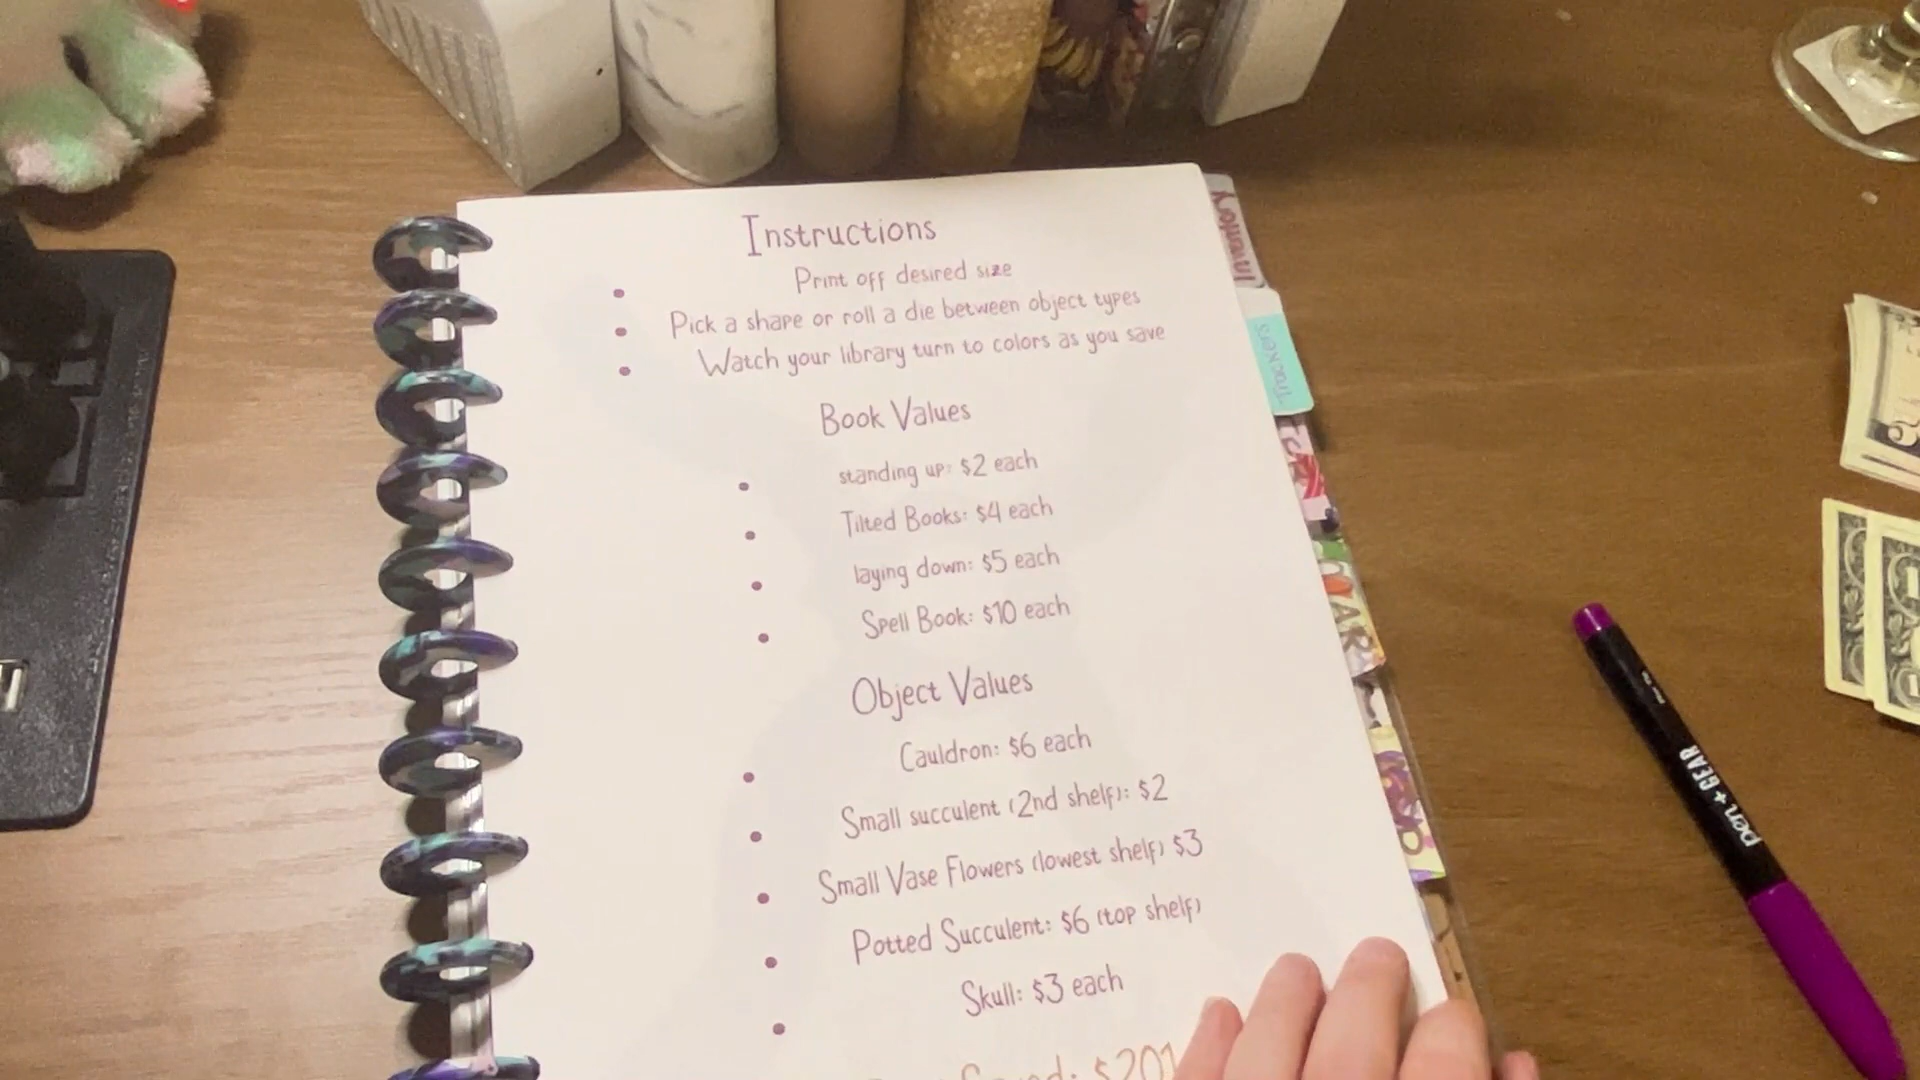 Instructions
Print off desired size
Pick a shape or roll a die between object types
Watch your library turn to colors as you save
Book Values
standing up: $2 each
Tilted Books: $4 each
laying down: $5 each
Spell Book: $10 each
Object Values
Cauldron: $6 each
Small succulent (2nd shelf): $2
Small Vase Flowers (lowest shelf) $3
Potted Succulent: $6 (top shelf)
Skull: $3 each
$201
Inventory
Trackers
pen + GEAR